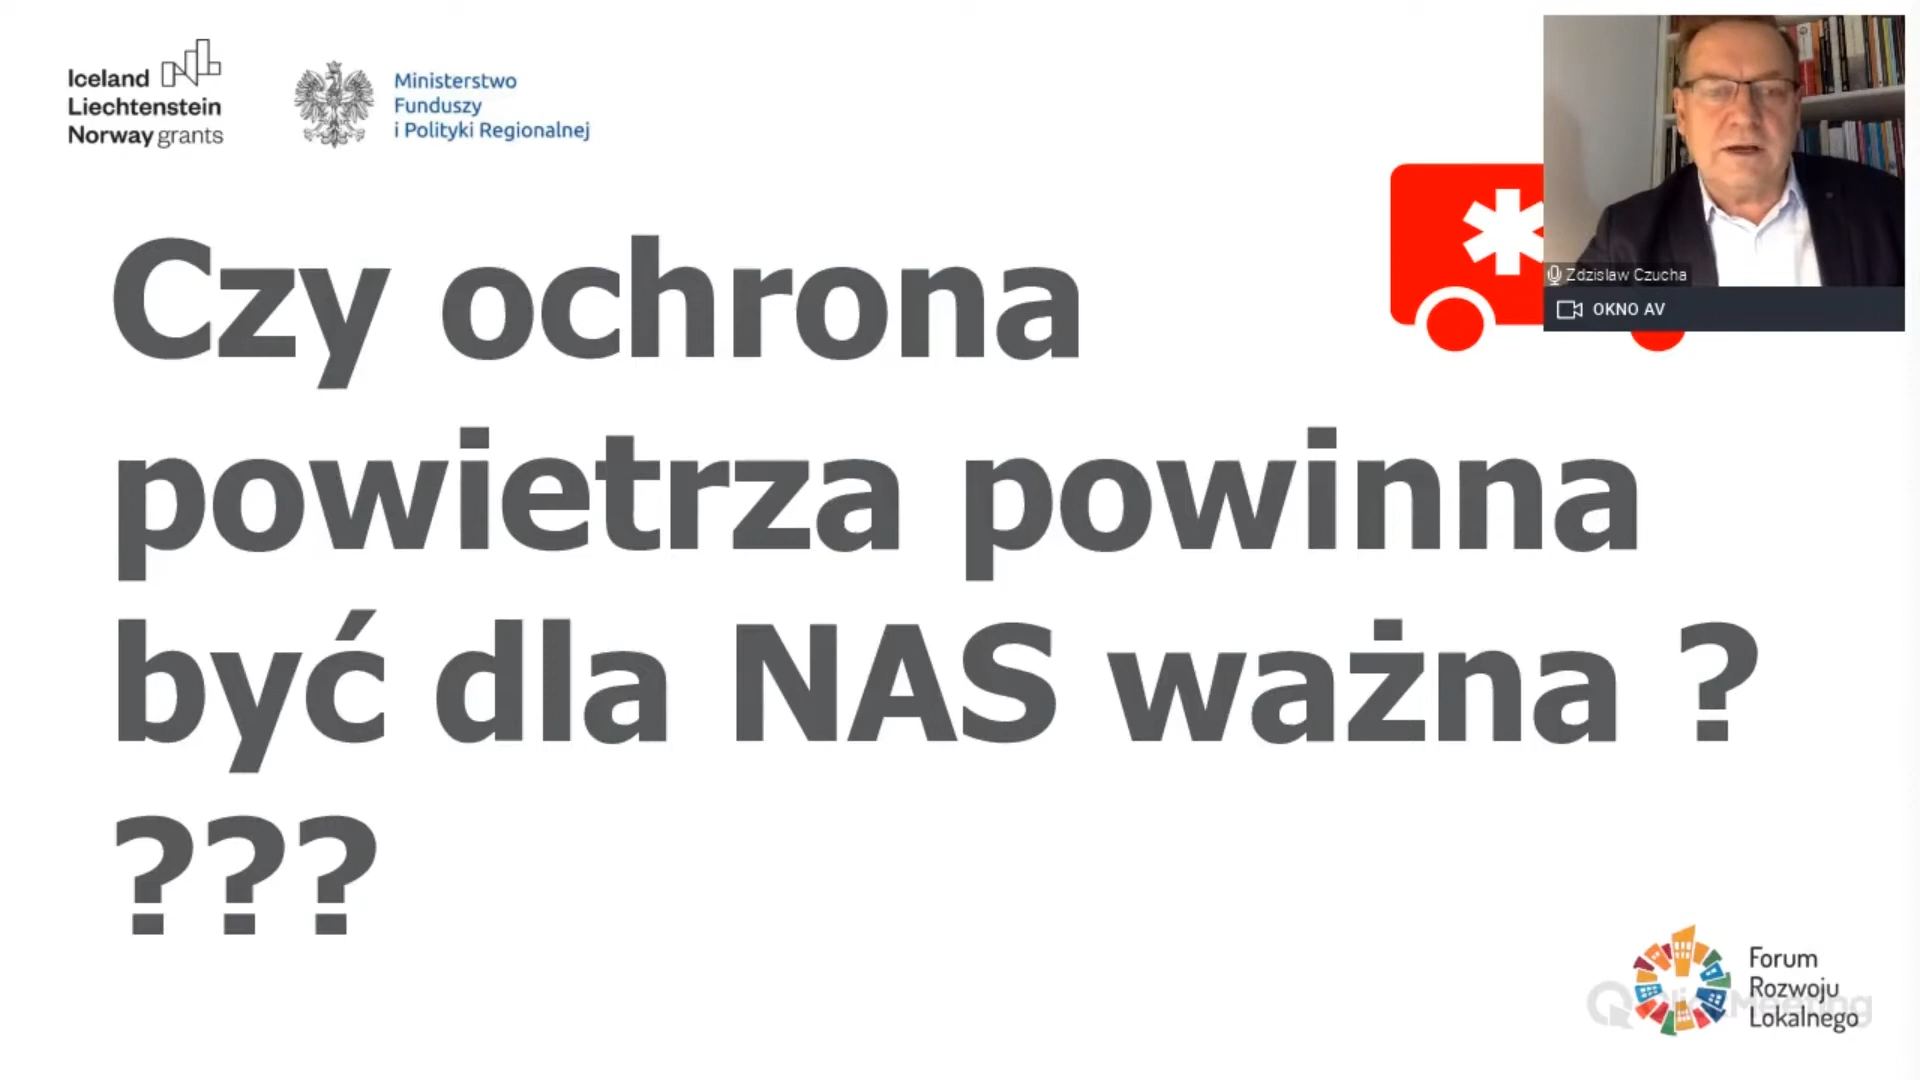 Iceland
Liechtenstein
Norway grants
Ministerstwo
Funduszy
i Polityki Regionalnej
Zdzislaw Czucha
OKNO AV
Czy ochrona
powietrza powinna
być dla NAS ważna ?
???
Forum
Rozwoju
Lokalnego